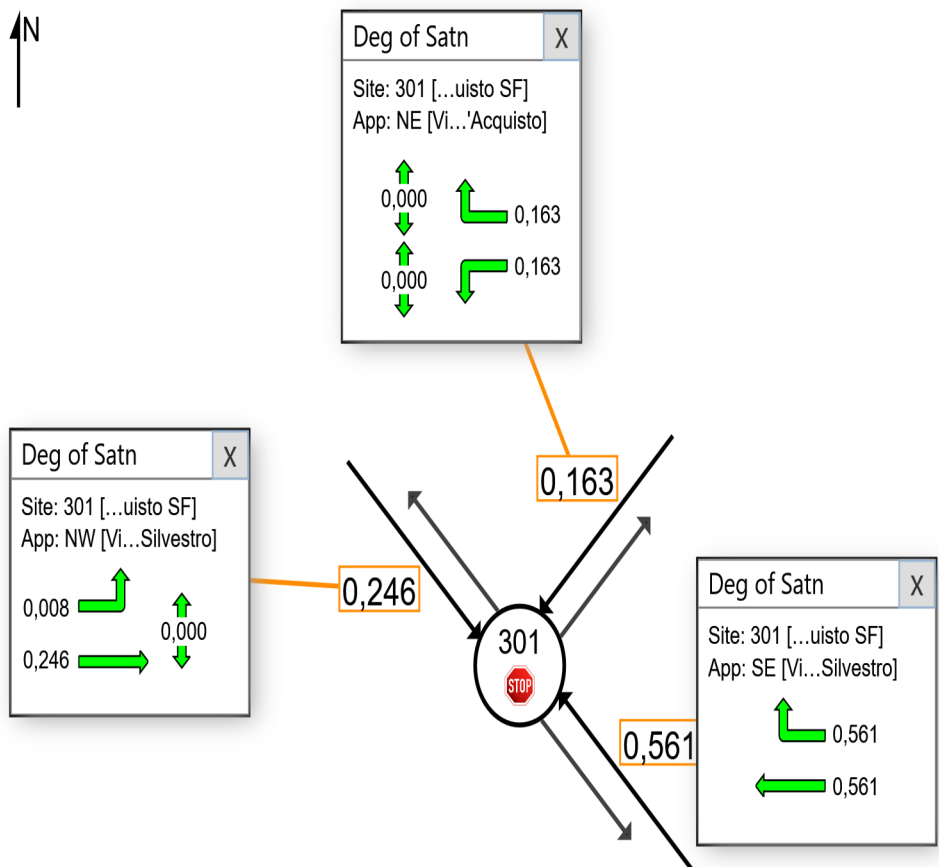 N
Deg of Satn X
Site: 301 [...uisto SF]
App: NE [Vi...'Acquisto]
0,000
0,163
0,163
0,000
0,163
Deg of Satn X
Site: 301 [...uisto SF]
App: NW [Vi...Silvestro]
0,008
0,000
0,246
0,246
301
STOP
Deg of Satn X
Site: 301 [...uisto SF]
App: SE [Vi...Silvestro]
0,561
0,561
0,561